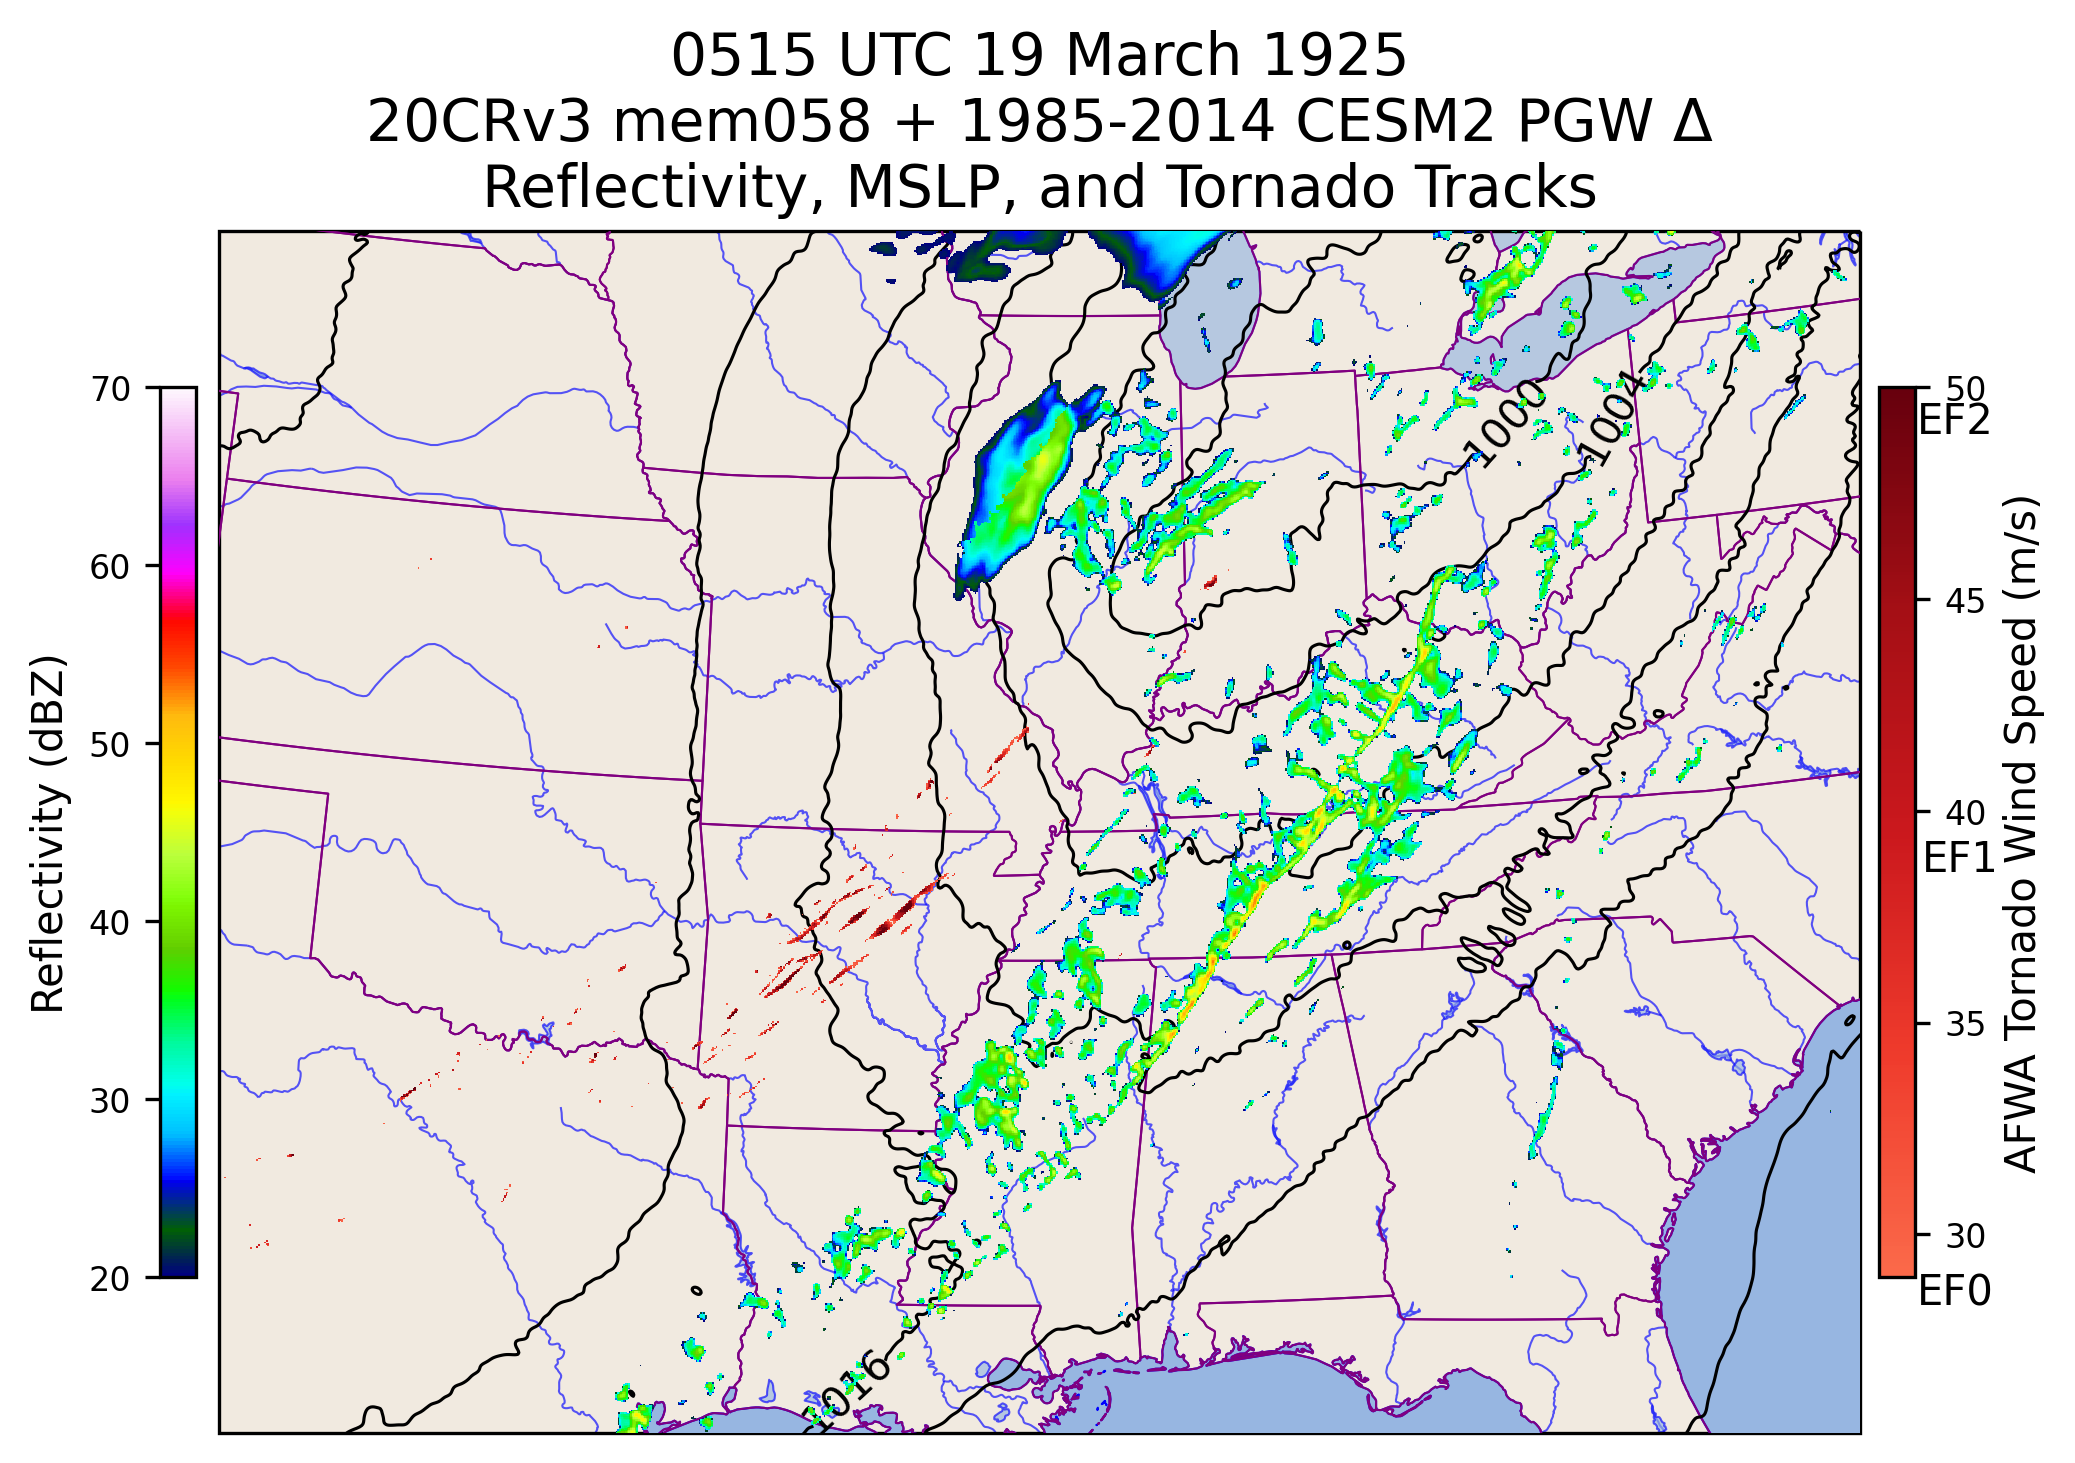 0515 UTC 19 March 1925
20CRv3 mem058 + 1985-2014 CESM2 PGW Δ
Reflectivity, MSLP, and Tornado Tracks
70
60
50
40
30
20
Reflectivity (dBZ)
1000
1004
1016
50
EF2
45
40
EF1
35
30
EF0
AFWA Tornado Wind Speed (m/s)